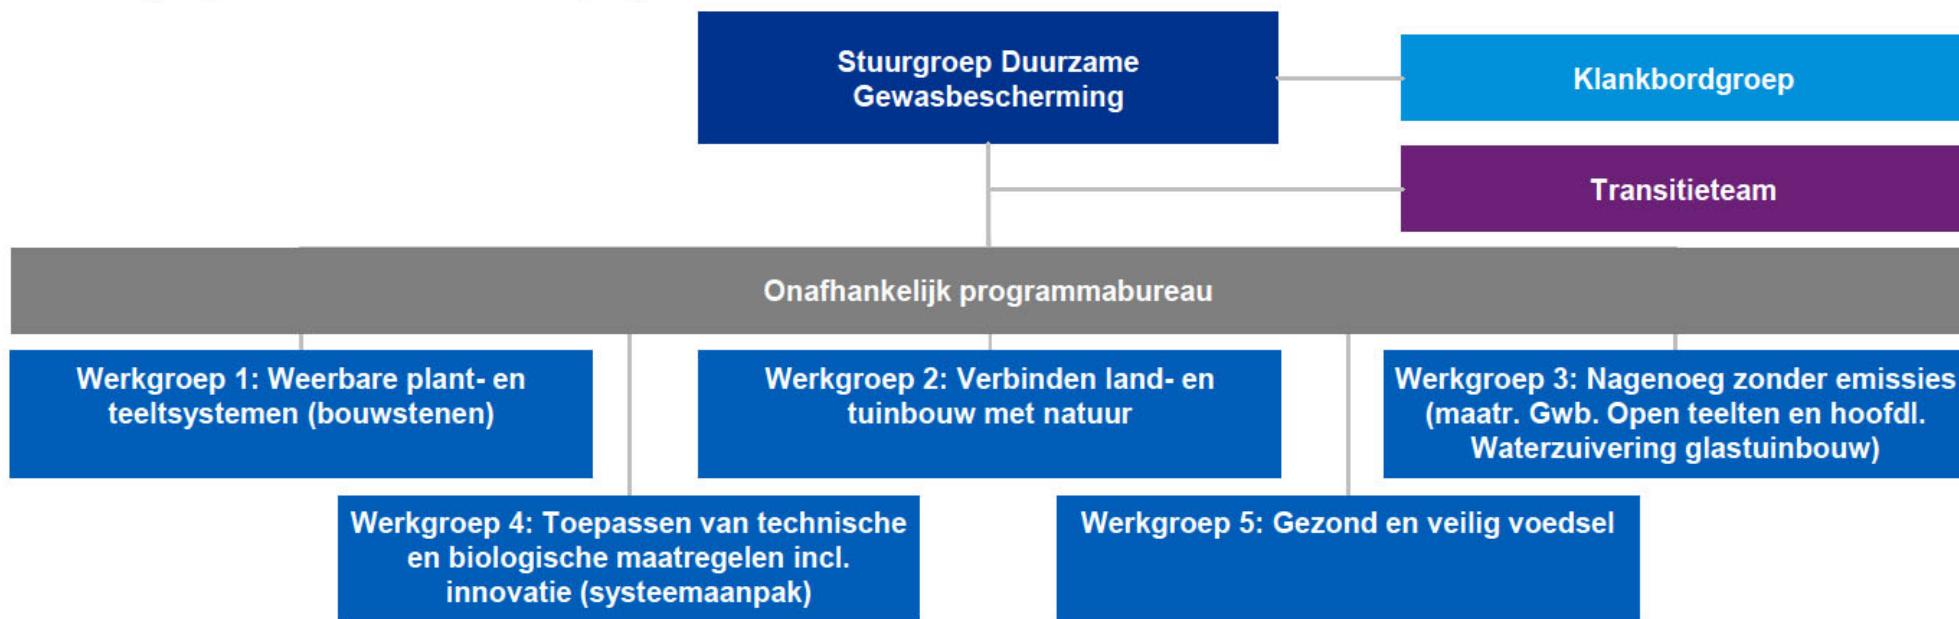 Stuurgroep Duurzame
Gewasbescherming
Klankbordgroep
Transitieteam
Onafhankelijk programmabureau
Werkgroep 1: Weerbare plant- en
teeltsystemen (bouwstenen)
Werkgroep 2: Verbinden land- en
tuinbouw met natuur
Werkgroep 3: Nagenoeg zonder emissies
(maatr. Gwb. Open teelten en hoofdl.
Waterzuivering glastuinbouw)
Werkgroep 4: Toepassen van technische
en biologische maatregelen incl.
innovatie (systeemaanpak)
Werkgroep 5: Gezond en veilig voedsel